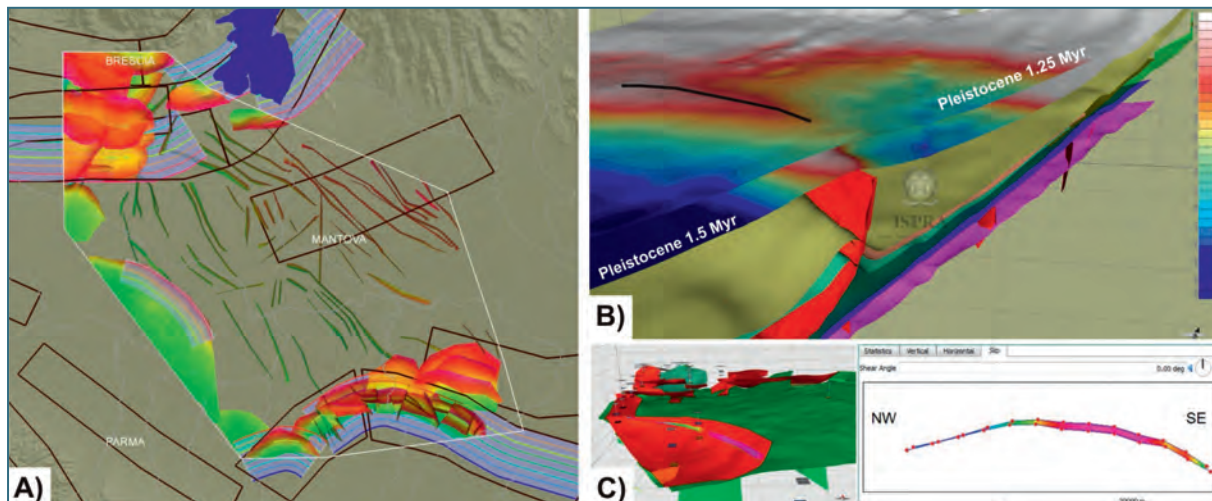 BRESCIA
MANTOVA
PARMA
A)
Pleistocene 1.25 Myr
ISPRA
Pleistocene 1.5 Myr
B)
C)
Statistics Vertical Horizontal Slip
Shear Angle 0.00 deg
NW SE